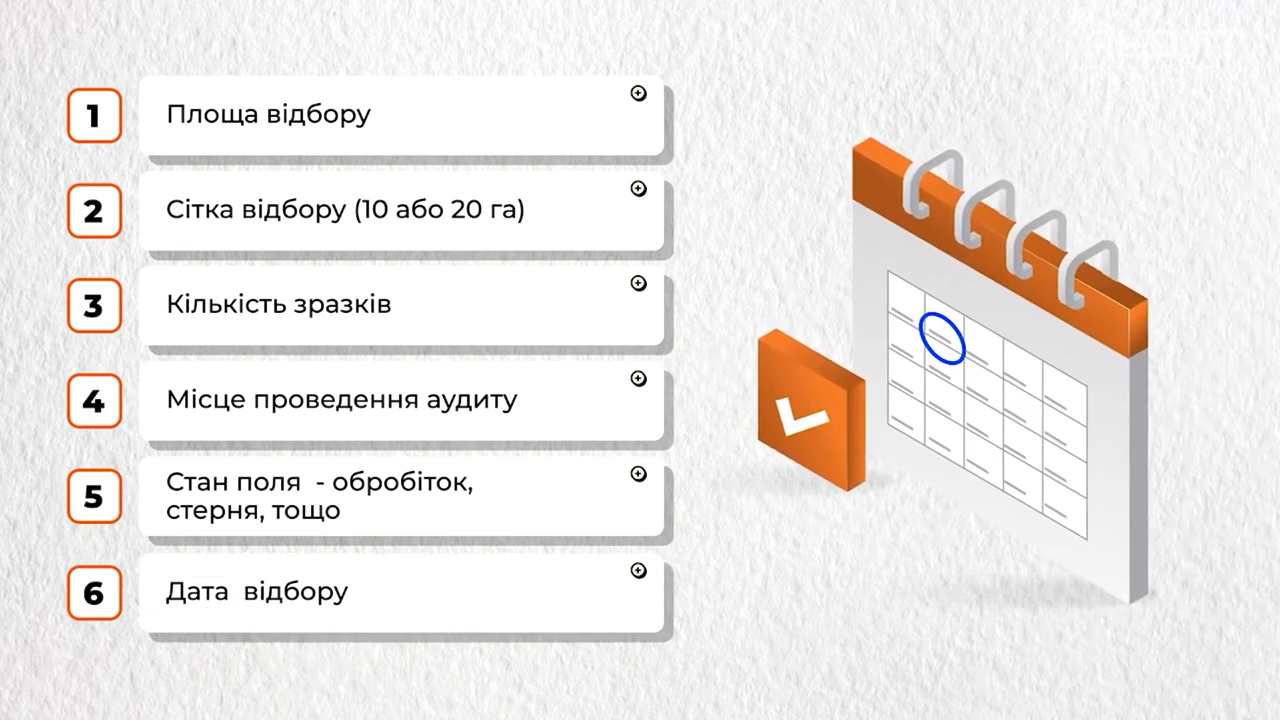 1
Площа відбору
2
Сітка відбору (10 або 20 га)
3
Кількість зразків
4
Місце проведення аудиту
5
Стан поля  - обробіток,
стерня, тощо
6
Дата  відбору